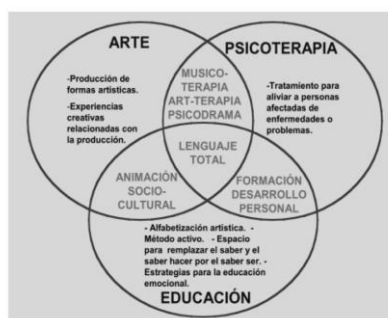 ARTE
PSICOTERAPIA
-Producción de
formas artísticas.
-Experiencias
creativas
relacionadas con
la producción.
MUSICO-
TERAPIA
ART-TERAPIA
PSICODRAMA
-Tratamiento para
aliviar a personas
afectadas de
enfermedades o
problemas.
LENGUAJE
TOTAL
ANIMACIÓN
SOCIO-
CULTURAL
FORMACIÓN
DESARROLLO
PERSONAL
- Alfabetización artística. -
Método activo. - Espacio
para remplazar el saber y el
saber hacer por el saber ser. -
Estrategias para la educación
emocional.
EDUCACIÓN